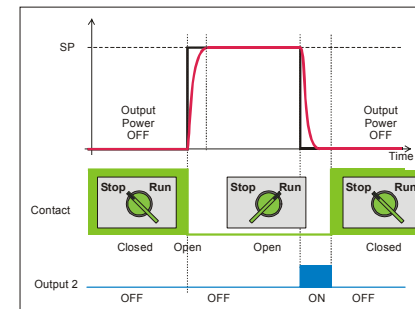 SP
Output
Power
OFF
Output
Power
OFF
Time
Contact
Stop Run
Stop Run
Stop Run
Closed Open Open Closed
Output 2
OFF OFF ON OFF